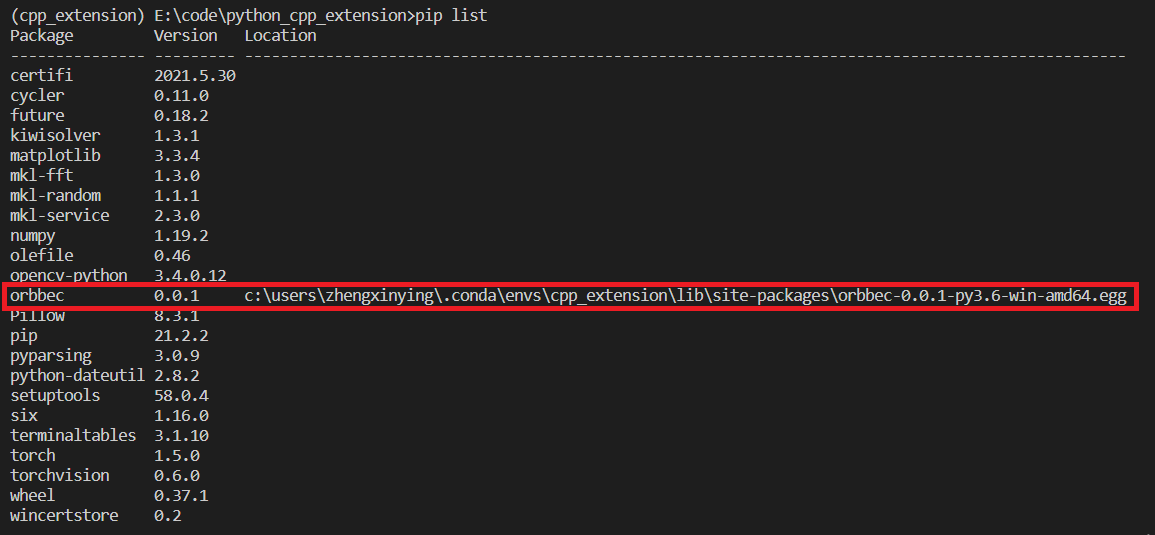 (cpp_extension) E:\code\python_cpp_extension>pip list
Package         Version   Location
--------------- --------- ----------------------------------------------------------------------------------------
certifi         2021.5.30
cycler          0.11.0
future          0.18.2
kiwisolver      1.3.1
matplotlib      3.3.4
mkl-fft         1.3.0
mkl-random      1.1.1
mkl-service     2.3.0
numpy           1.19.2
olefile         0.46
opencv-python   3.4.0.12
orbbec          0.0.1     c:\users\zhengxinying\.conda\envs\cpp_extension\lib\site-packages\orbbec-0.0.1-py3.6-win-amd64.egg
Pillow          8.3.1
pip             21.2.2
pyparsing       3.0.9
python-dateutil 2.8.2
setuptools      58.0.4
six             1.16.0
terminaltables  3.1.10
torch           1.5.0
torchvision     0.6.0
wheel           0.37.1
wincertstore    0.2